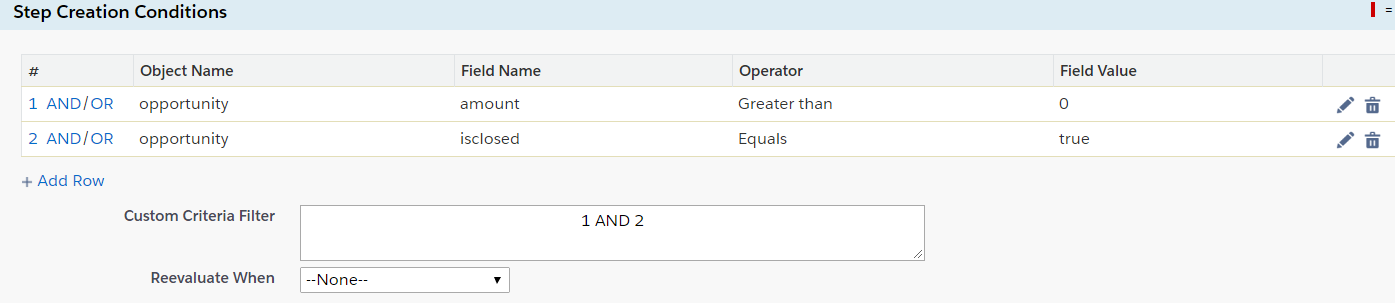 Step Creation Conditions =
# Object Name Field Name Operator Field Value
1 AND/OR opportunity amount Greater than 0
2 AND/OR opportunity isclosed Equals true
+ Add Row
Custom Criteria Filter 1 AND 2
Reevaluate When --None--